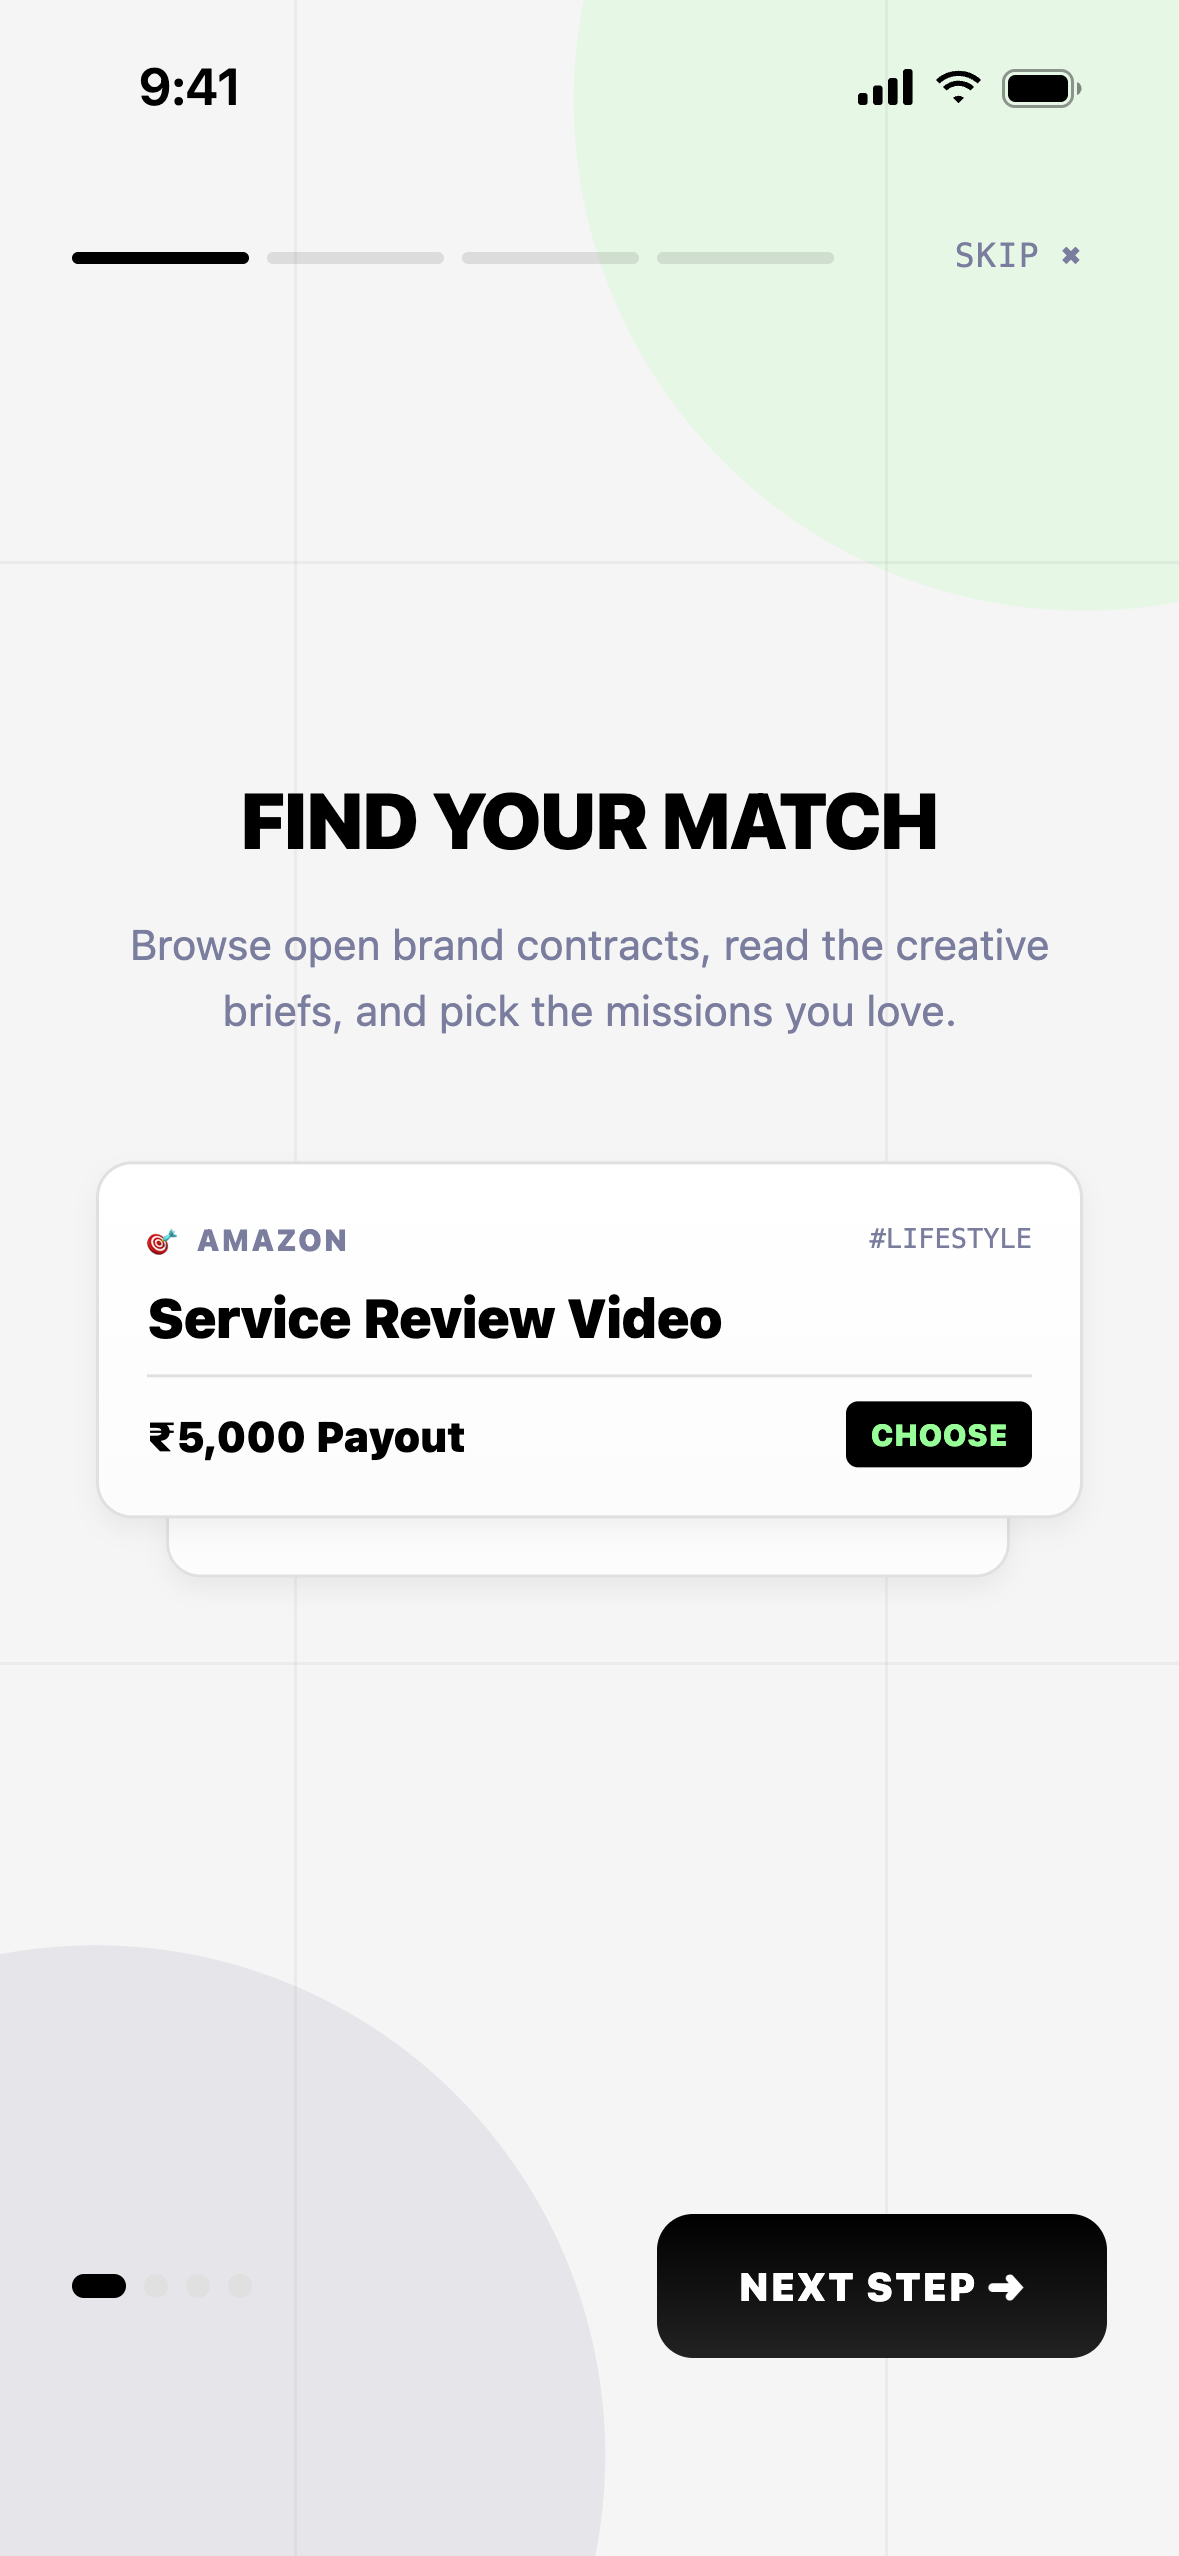 9:41
SKIP ✖
FIND YOUR MATCH
Browse open brand contracts, read the creative
briefs, and pick the missions you love.
🎯 AMAZON
#LIFESTYLE
Service Review Video
₹5,000 Payout
CHOOSE
NEXT STEP ➜